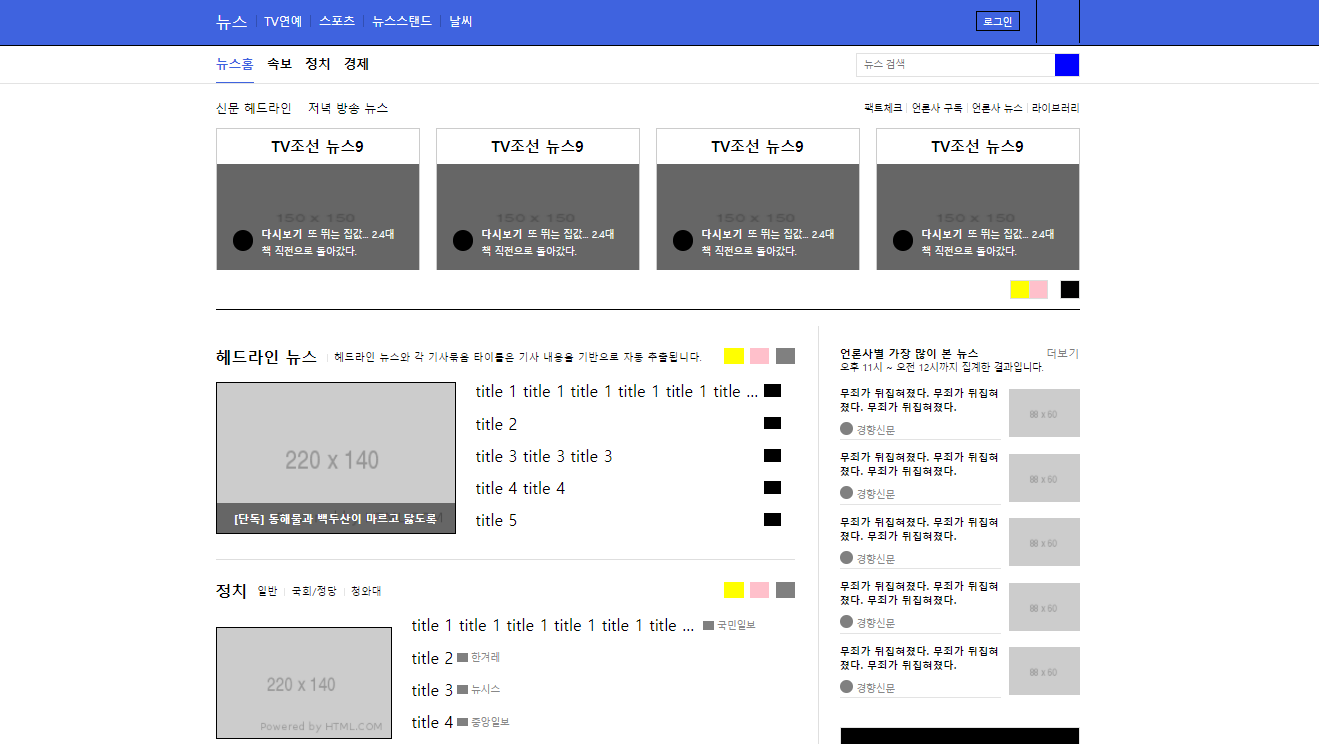 뉴스 TV연예 스포츠 뉴스스탠드 날씨 로그인
뉴스홈 속보 정치 경제 뉴스 검색
신문 헤드라인 저녁 방송 뉴스 팩트체크 언론사 구독 언론사 뉴스 라이브러리
TV조선 뉴스9
150 x 150
다시보기 또 뛰는 집값... 2.4대
책 직전으로 돌아갔다.
TV조선 뉴스9
150 x 150
다시보기 또 뛰는 집값... 2.4대
책 직전으로 돌아갔다.
TV조선 뉴스9
150 x 150
다시보기 또 뛰는 집값... 2.4대
책 직전으로 돌아갔다.
TV조선 뉴스9
150 x 150
다시보기 또 뛰는 집값... 2.4대
책 직전으로 돌아갔다.
헤드라인 뉴스 헤드라인 뉴스와 각 기사묶음 타이틀은 기사 내용을 기반으로 자동 추출됩니다.
220 x 140
[단독] 동해물과 백두산이 마르고 닳도록
title 1 title 1 title 1 title 1 title 1 title ...
title 2
title 3 title 3 title 3
title 4 title 4
title 5
정치 일반 국회/정당 청와대
220 x 140
Powered by HTML.COM
title 1 title 1 title 1 title 1 title 1 title ... 국민일보
title 2 한겨레
title 3 뉴시스
title 4 중앙일보
언론사별 가장 많이 본 뉴스 더보기
오후 11시 ~ 오전 12시까지 집계한 결과입니다.
무죄가 뒤집혀졌다. 무죄가 뒤집혀
졌다. 무죄가 뒤집혀졌다.
경향신문
88 x 60
무죄가 뒤집혀졌다. 무죄가 뒤집혀
졌다. 무죄가 뒤집혀졌다.
경향신문
88 x 60
무죄가 뒤집혀졌다. 무죄가 뒤집혀
졌다. 무죄가 뒤집혀졌다.
경향신문
88 x 60
무죄가 뒤집혀졌다. 무죄가 뒤집혀
졌다. 무죄가 뒤집혀졌다.
경향신문
88 x 60
무죄가 뒤집혀졌다. 무죄가 뒤집혀
졌다. 무죄가 뒤집혀졌다.
경향신문
88 x 60